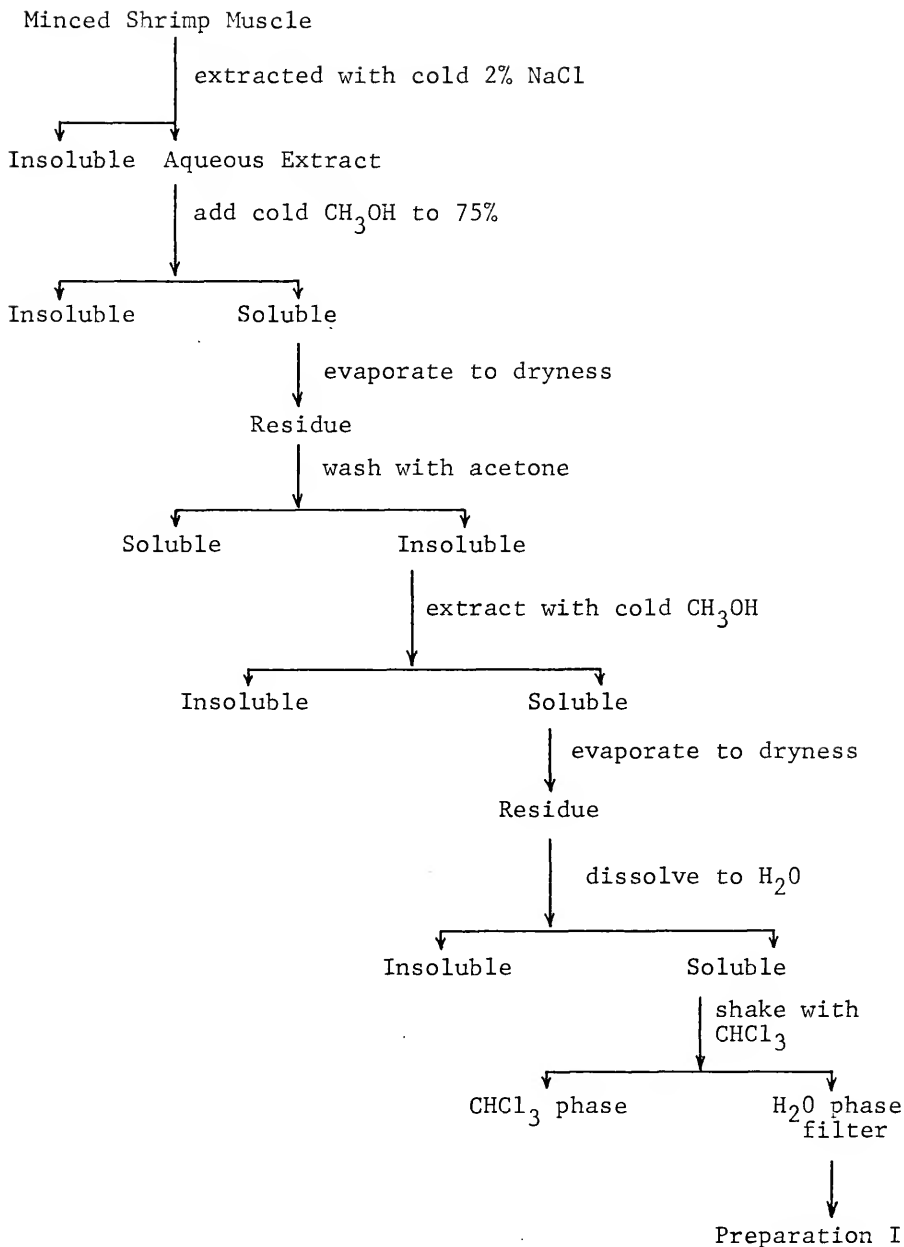 Minced Shrimp Muscle
extracted with cold 2% NaCl
Insoluble Aqueous Extract
add cold CH3OH to 75%
Insoluble Soluble
evaporate to dryness
Residue
wash with acetone
Soluble Insoluble
extract with cold CH3OH
Insoluble Soluble
evaporate to dryness
Residue
dissolve to H2O
Insoluble Soluble
shake with
CHCl3
CHCl3 phase H2O phase
filter
Preparation I